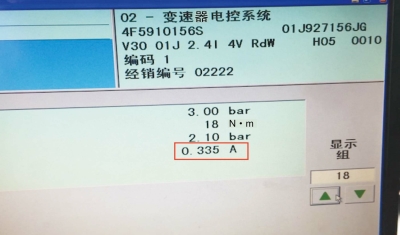 02 - 变速器电控系统
4F5910156S 01J927156JG
V30 01J 2.4l 4V RdW H05 0010
编码 1
经销编号 02222
3.00 bar
18 N·m
2.10 bar
0.335 A
显示
组
18